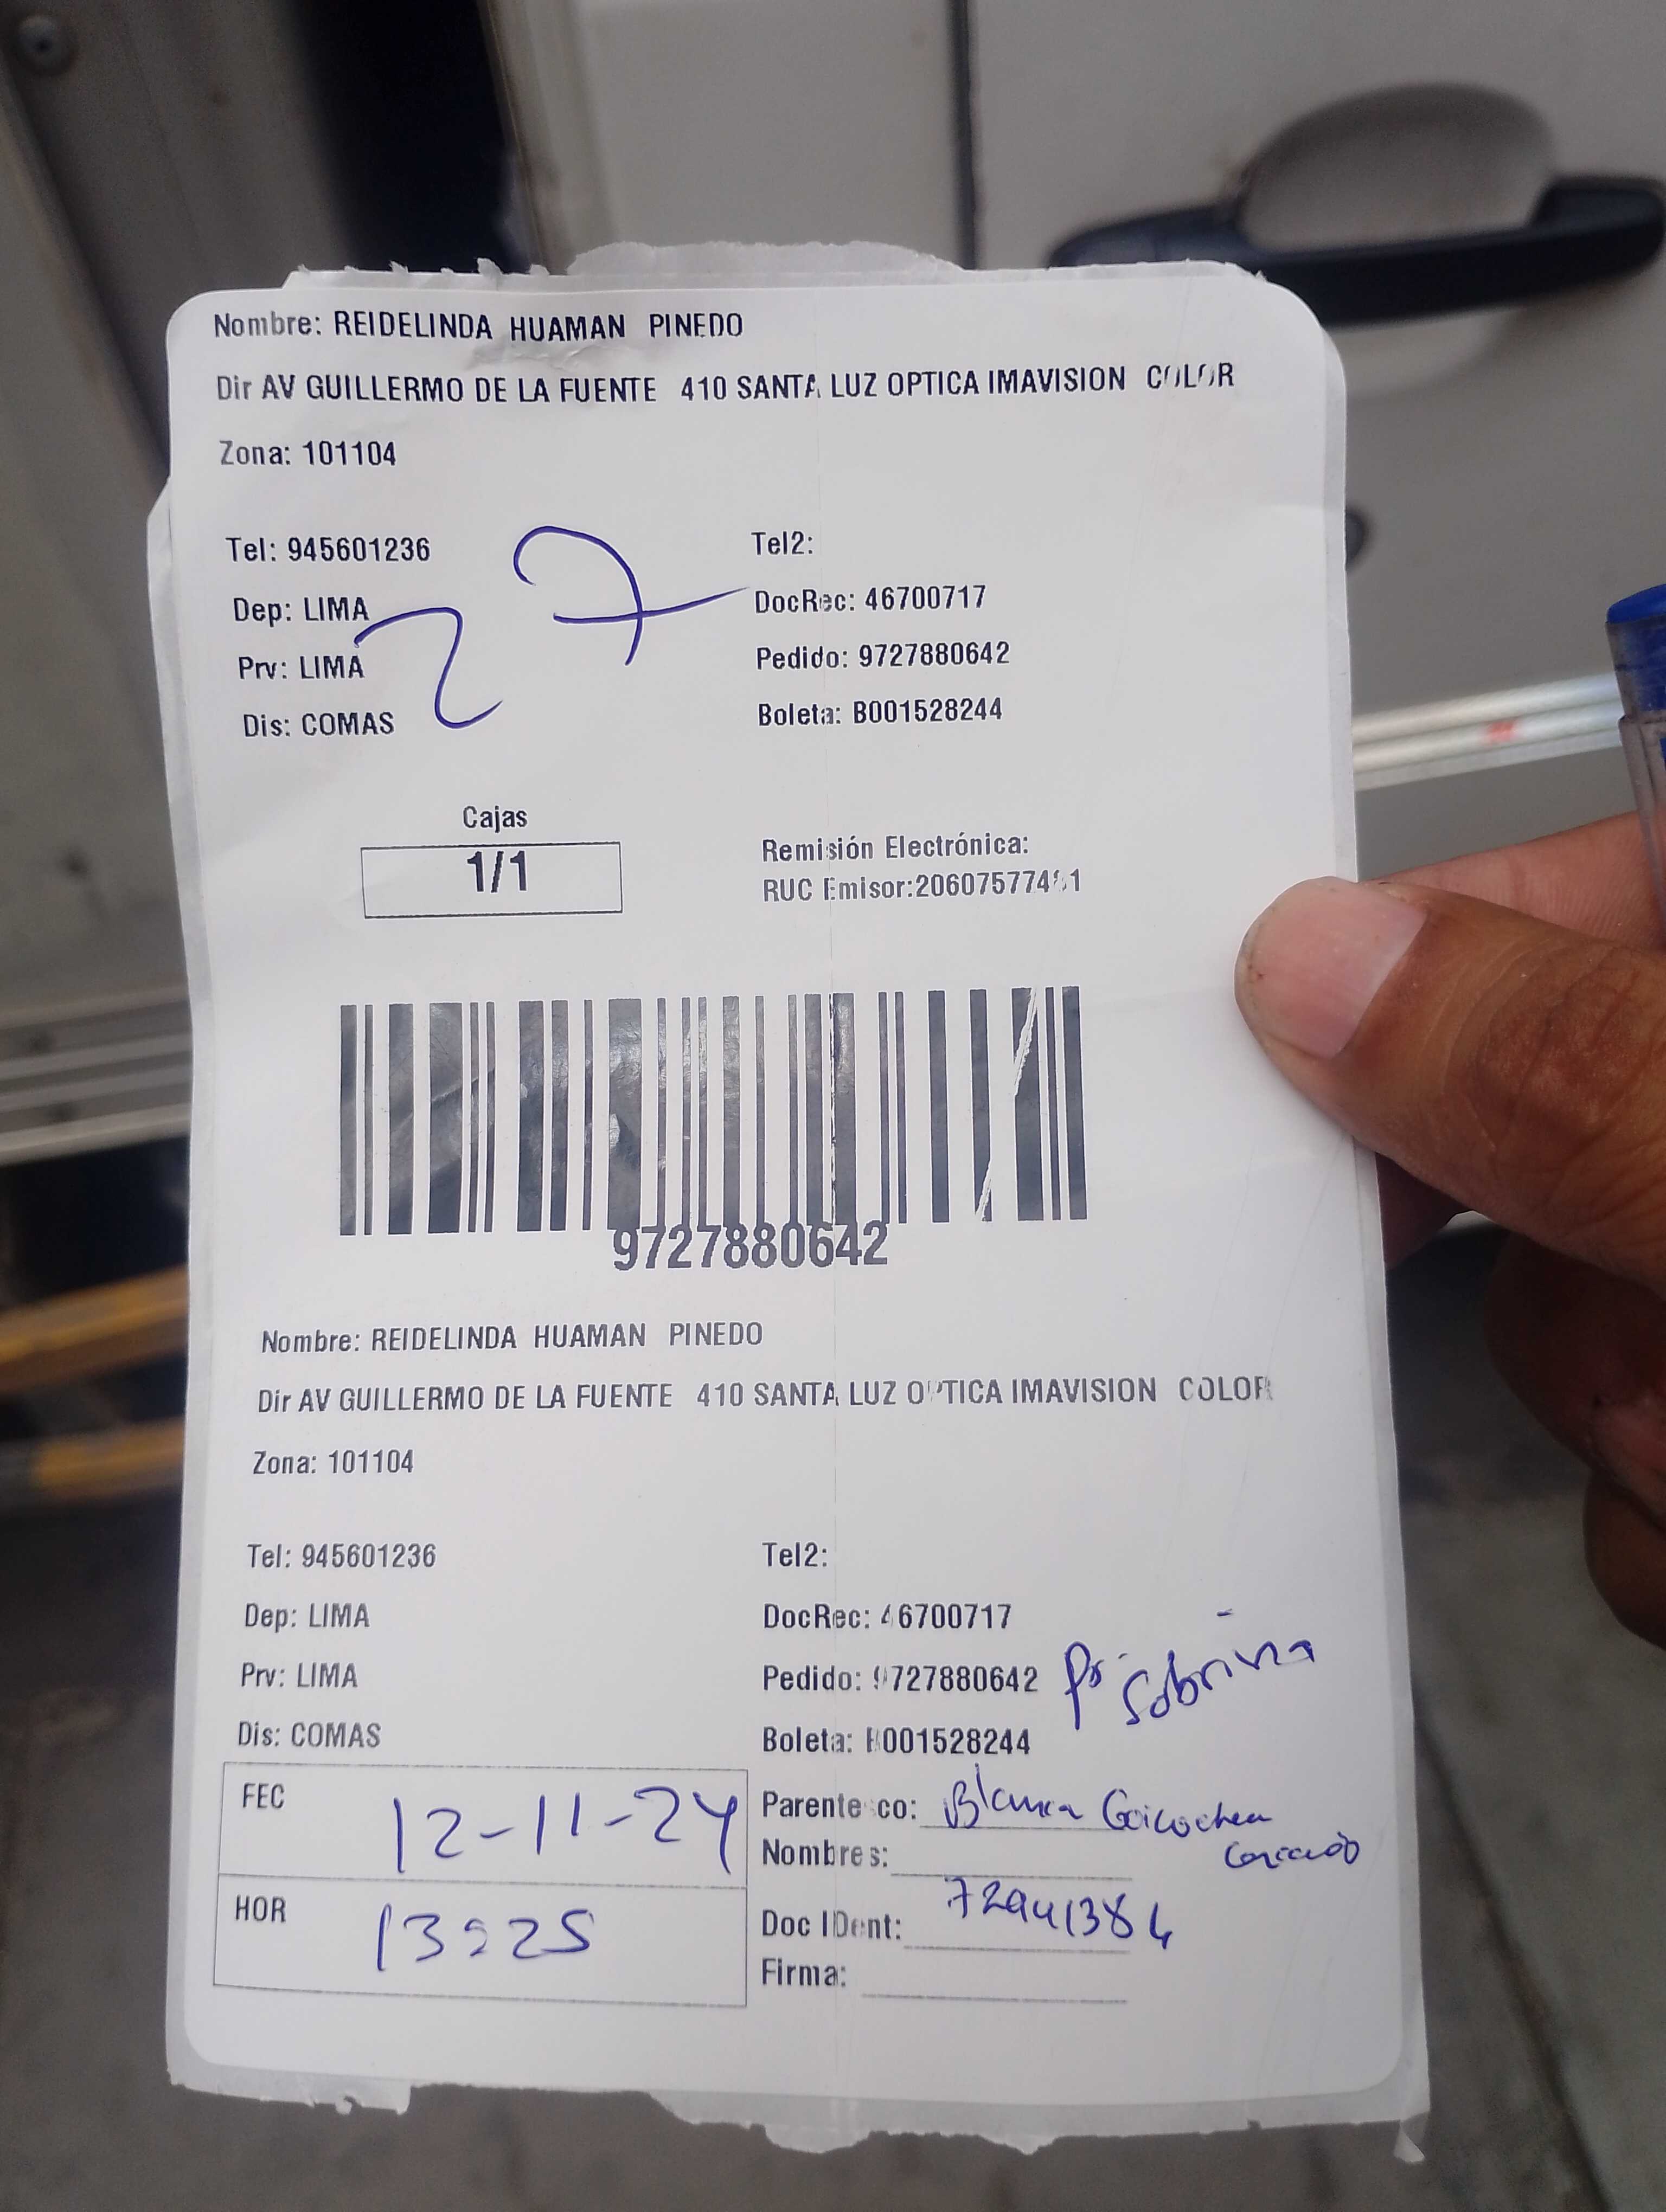 Nombre: REIDELINDA HUAMAN PINEDO
Dir AV GUILLERMO DE LA FUENTE 410 SANTA LUZ OPTICA IMAVISION COLOR
Zona: 101104
27
Tel: 945601236 Tel2:
Dep: LIMA DocRec: 46700717
Prv: LIMA Pedido: 9727880642
Dis: COMAS Boleta: B001528244
Cajas
1/1
Remisión Electrónica:
RUC Emisor:
9727880642
Nombre: REIDELINDA HUAMAN PINEDO
Dir AV GUILLERMO DE LA FUENTE 410 SANTA LUZ OPTICA IMAVISION COLOR
Zona: 101104
Tel: 945601236 Tel2:
Dep: LIMA DocRec: 46700717
Prv: LIMA Pedido: 9727880642 Sobrina
Dis: COMAS Boleta: B001528244
FEC 12-11-24 Parentesco: Blanca Goicochea
Nombres:
HOR 13:25 Doc IDent:
Firma: